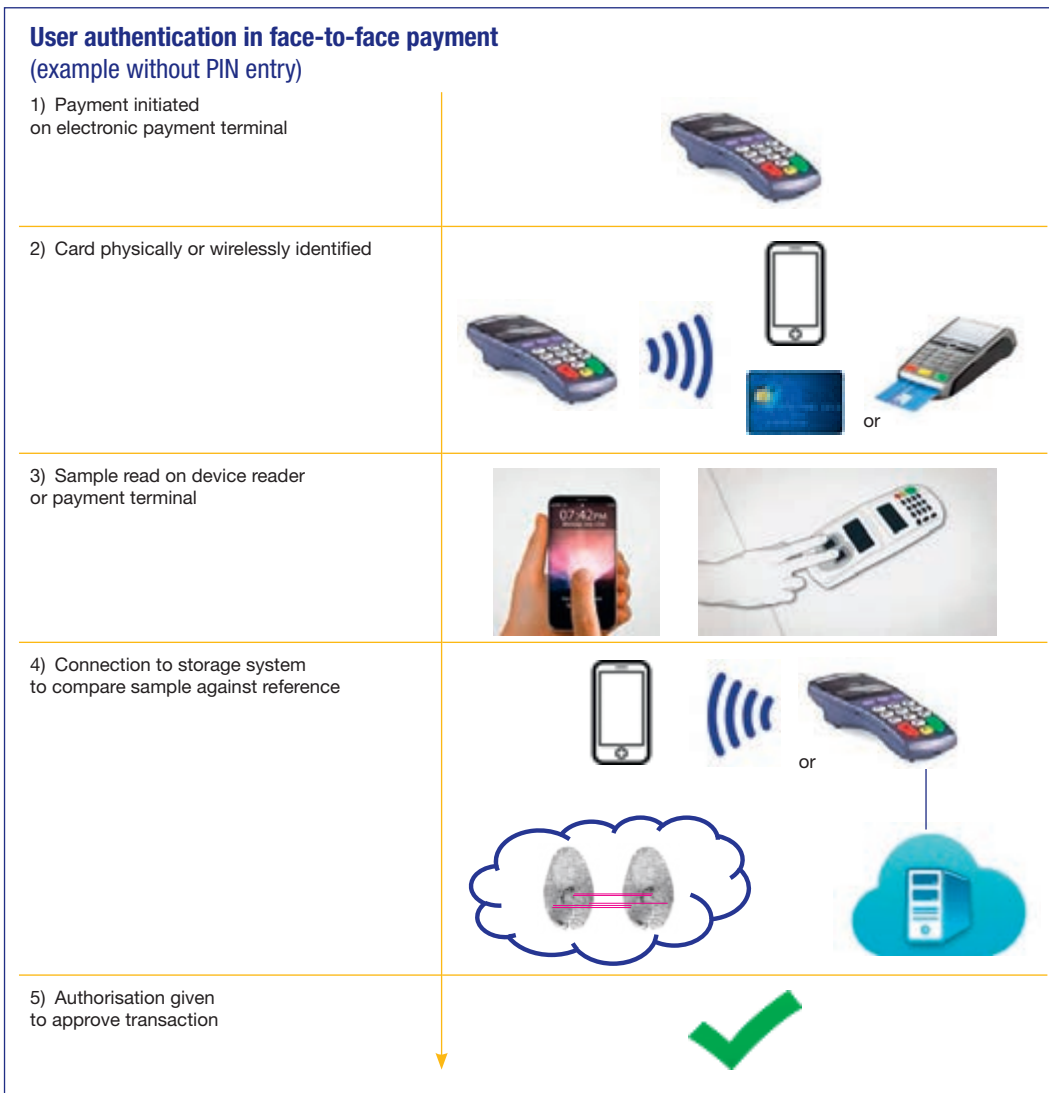 User authentication in face-to-face payment
(example without PIN entry)
1) Payment initiated
on electronic payment terminal
2) Card physically or wirelessly identified
or
3) Sample read on device reader
or payment terminal
07:42PM
4) Connection to storage system
to compare sample against reference
or
5) Authorisation given
to approve transaction